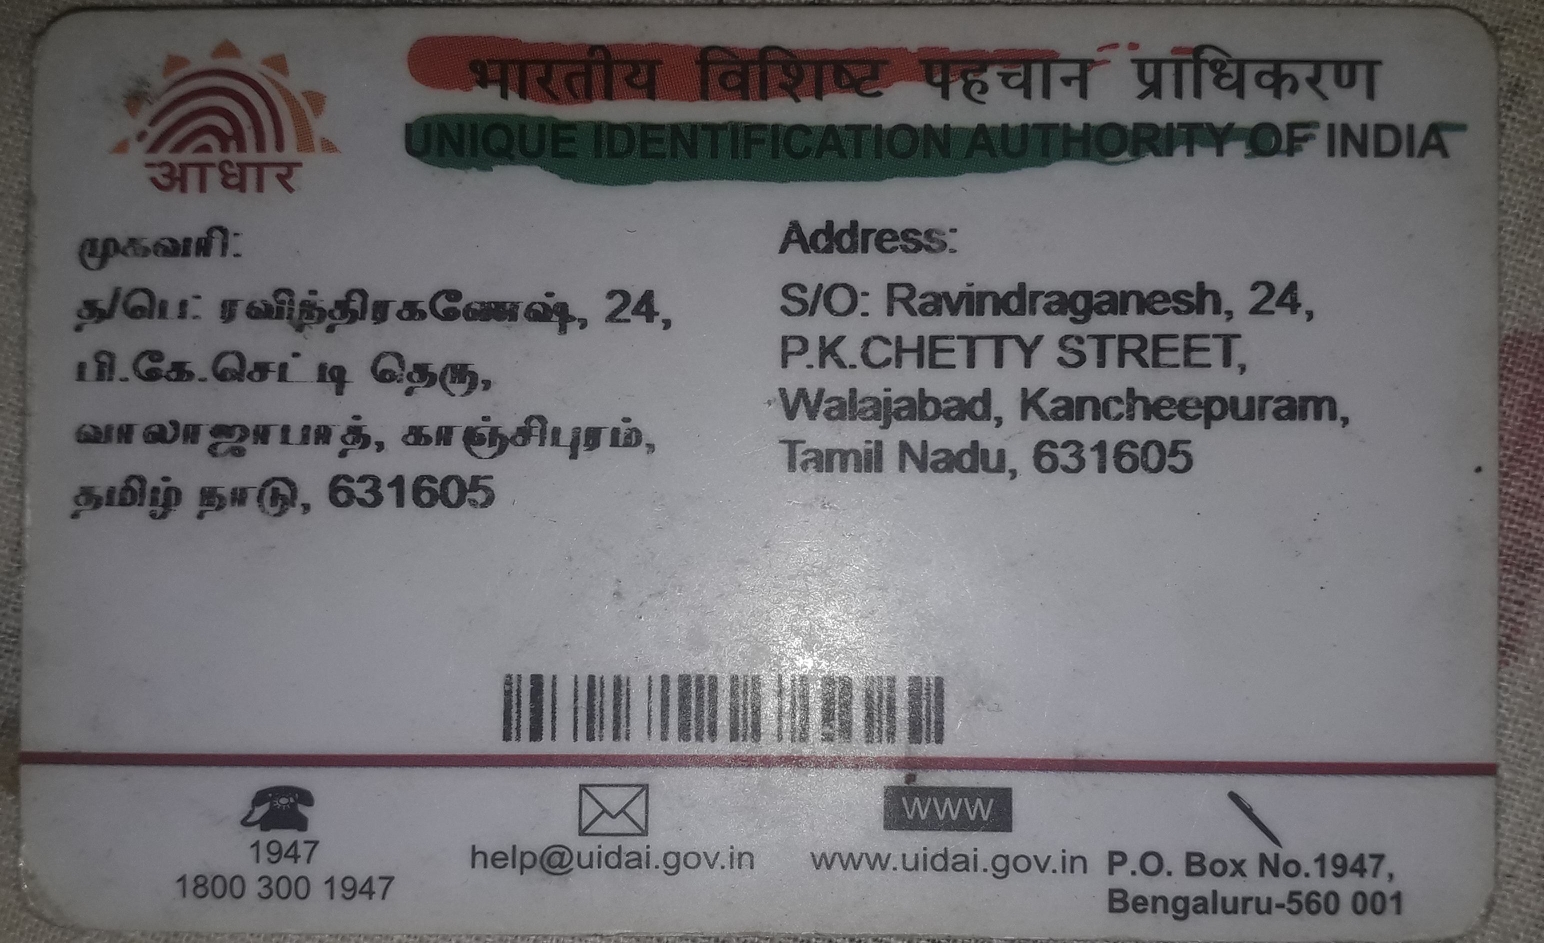 भारतीय विशिष्ट पहचान प्राधिकरण
UNIQUE IDENTIFICATION AUTHORITY OF INDIA
आधार
முகவரி:
த/பெ: ரவிந்திரகணேஷ், 24,
பி.கே.செட்டி தெரு,
வாலாஜாபாத், காஞ்சிபுரம்,
தமிழ் நாடு, 631605
Address:
S/O: Ravindraganesh, 24,
P.K.CHETTY STREET,
Walajabad, Kancheepuram,
Tamil Nadu, 631605
1947
1800 300 1947
help@uidai.gov.in
www
www.uidai.gov.in
P.O. Box No.1947,
Bengaluru-560 001